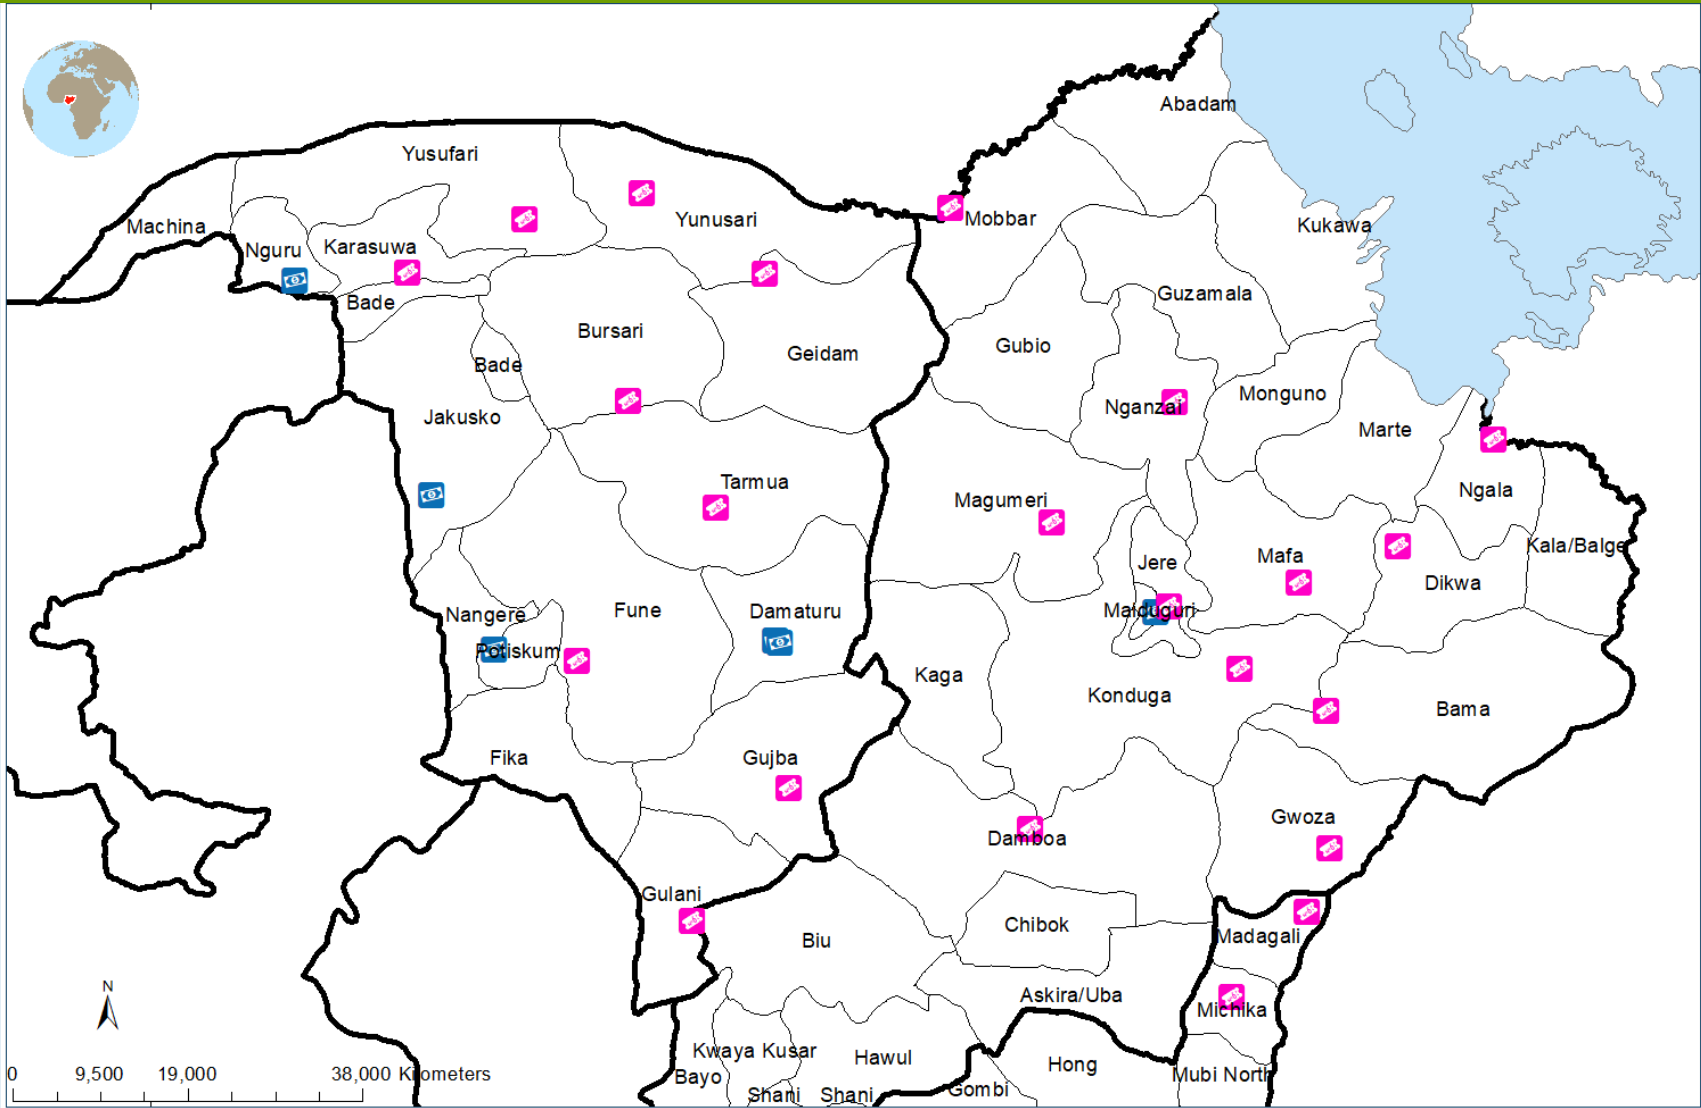 Abadam
Yusufari
Machina
Yunusari
Mobbar
Kukawa
Nguru
Karasuwa
Bade
Guzamala
Bursari
Geidam
Gubio
Bade
Monguno
Nganzai
Jakusko
Marte
Tarmua
Magumeri
Ngala
Kala/Balge
Jere
Mafa
Dikwa
Nangere
Fune
Damaturu
Maiduguri
Potiskum
Kaga
Konduga
Bama
Fika
Gujba
Gwoza
Damboa
Gulani
Chibok
Biu
Madagali
N
Askira/Uba
Michika
Kwaya Kusar
Hawul
Hong
0 9,500 19,000 38,000 Kilometers
Bayo
Mubi North
Shani
Shani
Gombi